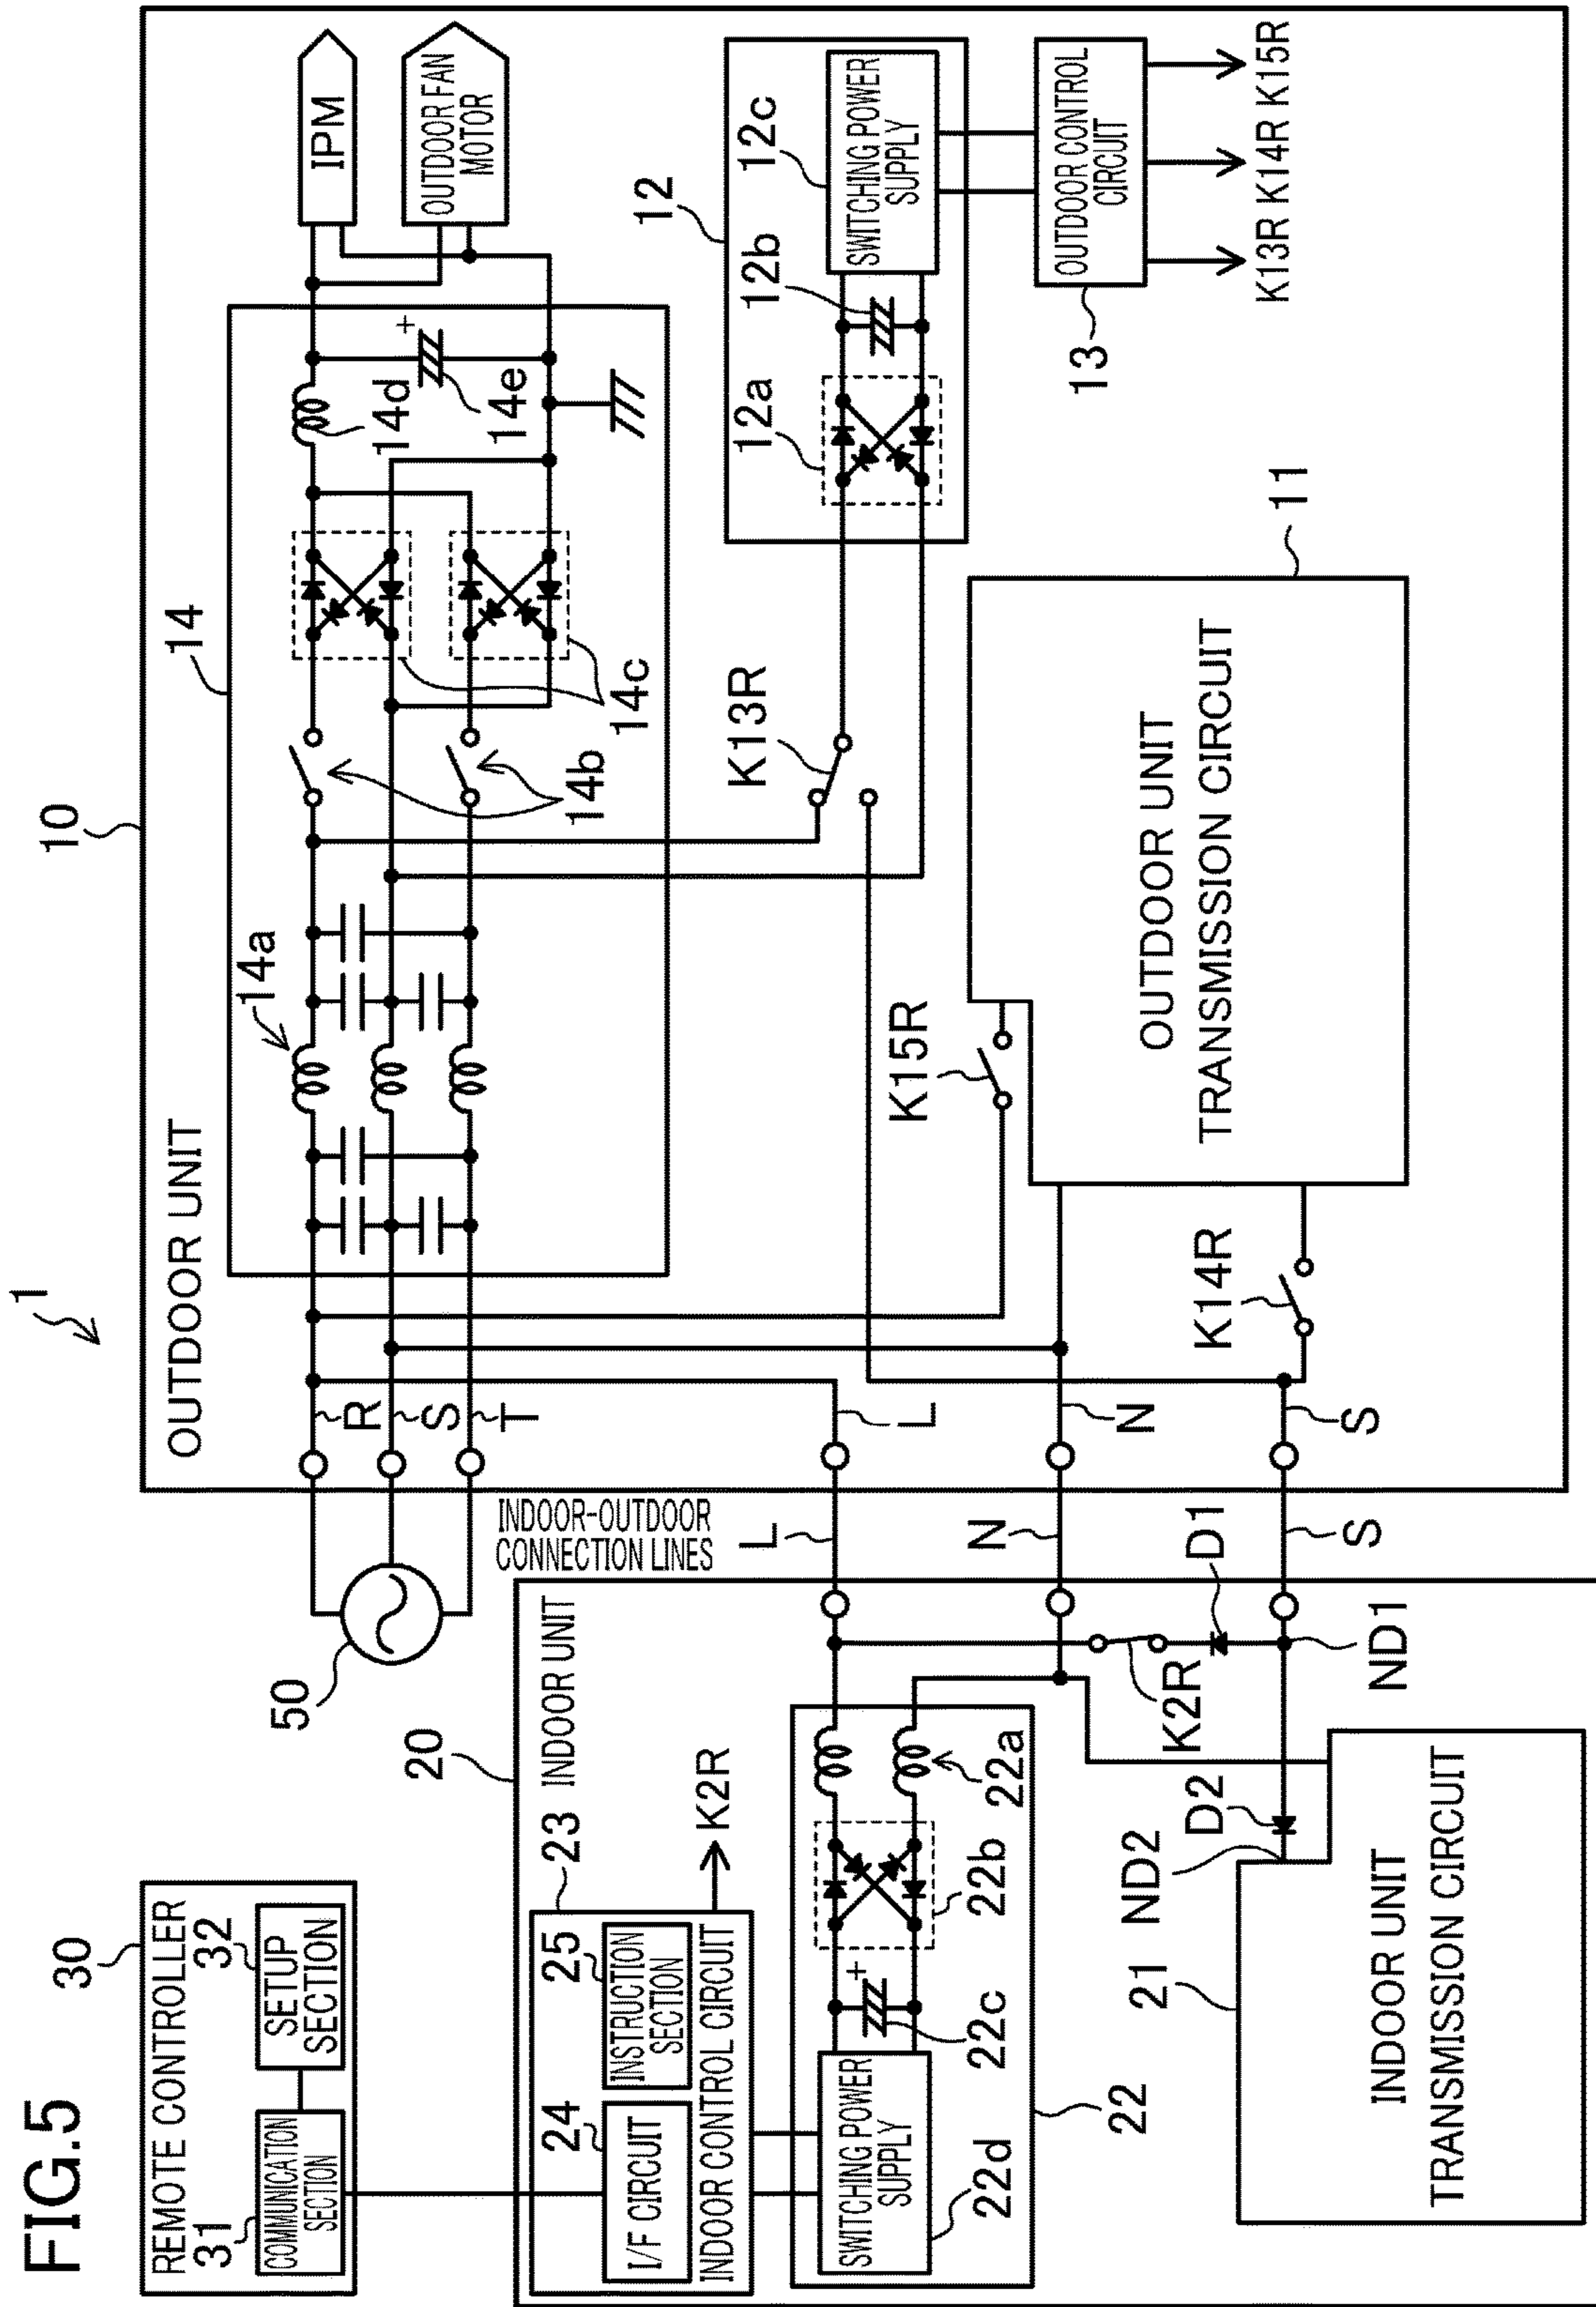 FIG.5
1
10
OUTDOOR UNIT
14
14a
14b
14c
14d
14e
IPM
OUTDOOR FAN
MOTOR
R
S
T
50
12
12a
12b
12c
SWITCHING POWER
SUPPLY
13
OUTDOOR CONTROL
CIRCUIT
K13R
K14R
K15R
K13R
K15R
K14R
11
OUTDOOR UNIT
TRANSMISSION CIRCUIT
L
N
S
INDOOR-OUTDOOR
CONNECTION LINES
L
N
S
30
REMOTE CONTROLLER
31
COMMUNICATION
SECTION
32
SETUP
SECTION
20
INDOOR UNIT
23
24
I/F CIRCUIT
25
INSTRUCTION
SECTION
INDOOR CONTROL CIRCUIT
K2R
22
22a
22b
22c
22d
SWITCHING POWER
SUPPLY
+
+
K2R
D1
ND1
D2
ND2
21
INDOOR UNIT
TRANSMISSION CIRCUIT